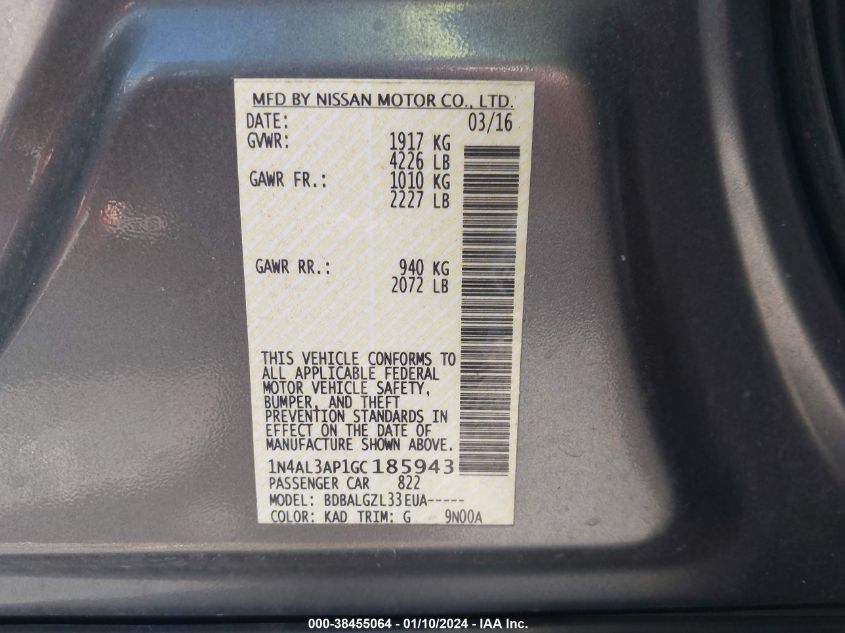 MFD BY NISSAN MOTOR CO., LTD.
DATE: 03/16
GVWR: 1917 KG
4226 LB
GAWR FR.: 1010 KG
2227 LB
GAWR RR.: 940 KG
2072 LB
THIS VEHICLE CONFORMS TO
ALL APPLICABLE FEDERAL
MOTOR VEHICLE SAFETY,
BUMPER, AND THEFT
PREVENTION STANDARDS IN
EFFECT ON THE DATE OF
MANUFACTURE SHOWN ABOVE.
1N4AL3AP1GC185943
PASSENGER CAR 822
MODEL: BDBALGZL33EUA-----
COLOR: KAD TRIM: G 9N00A
000-38455064 - 01/10/2024 - IAA Inc.